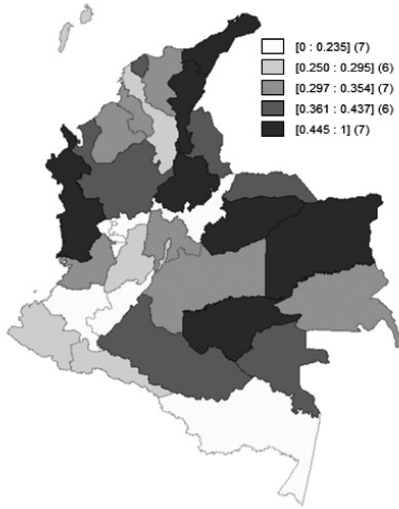 [0 : 0.235] (7)
[0.250 : 0.295] (6)
[0.297 : 0.354] (7)
[0.361 : 0.437] (6)
[0.445 : 1] (7)